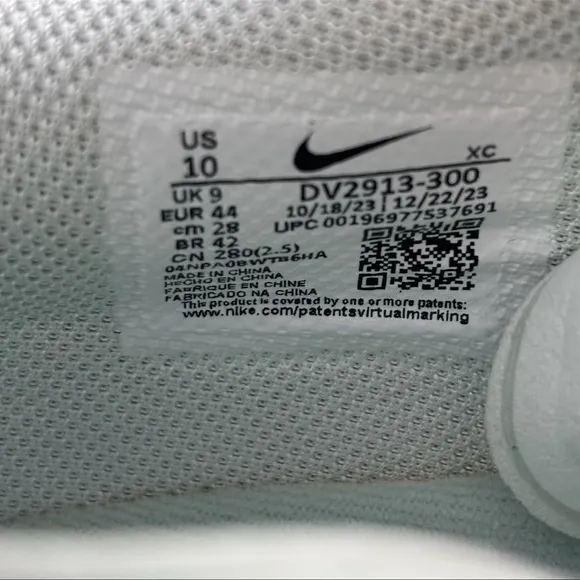 US
10
XC
UK 9
DV2913-300
EUR 44
10/18/23 | 12/22/23
cm 28
UPC 00196977537691
BR 42
CN 280(2.5)
MADE IN CHINA
HECHO EN CHINA
FABRIQUE EN CHINE
FABRICADO NA CHINA
This product is covered by one or more patents:
www.nike.com/patentsvirtualmarking